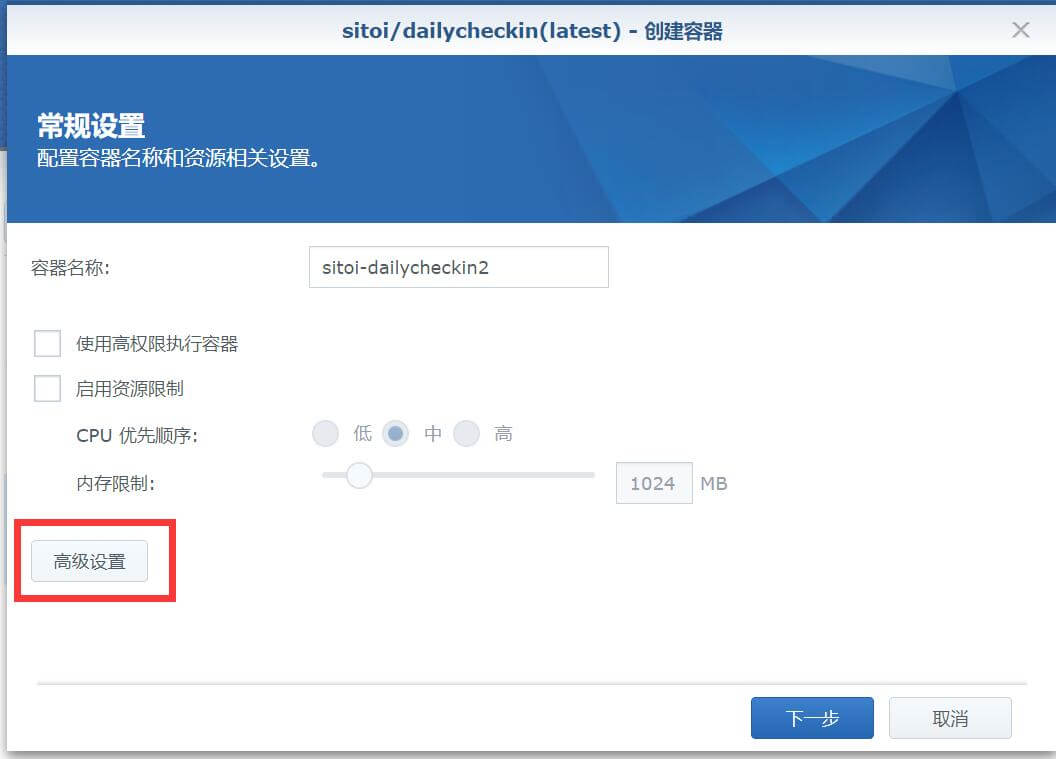 sitoi/dailycheckin(latest) - 创建容器
常规设置
配置容器名称和资源相关设置。
容器名称: sitoi-dailycheckin2
使用高权限执行容器
启用资源限制
CPU 优先顺序: 低 中 高
内存限制: 1024 MB
高级设置
下一步 取消